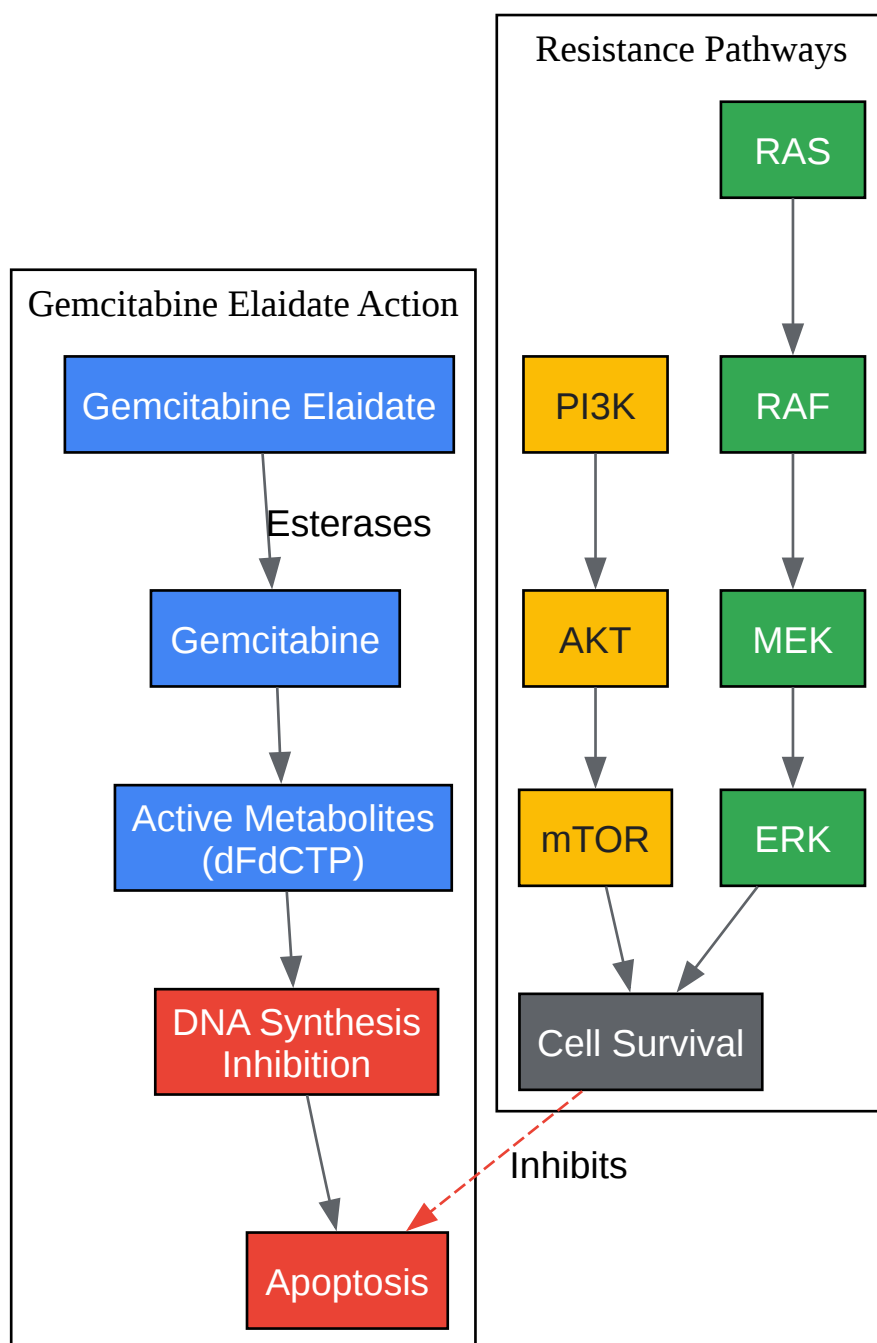 Resistance Pathways
RAS
Gemcitabine Elaidate Action
Gemcitabine Elaidate
PI3K
RAF
Esterases
Gemcitabine
AKT
MEK
Active Metabolites
(dFdCTP)
mTOR
ERK
DNA Synthesis
Inhibition
Cell Survival
Inhibits
Apoptosis